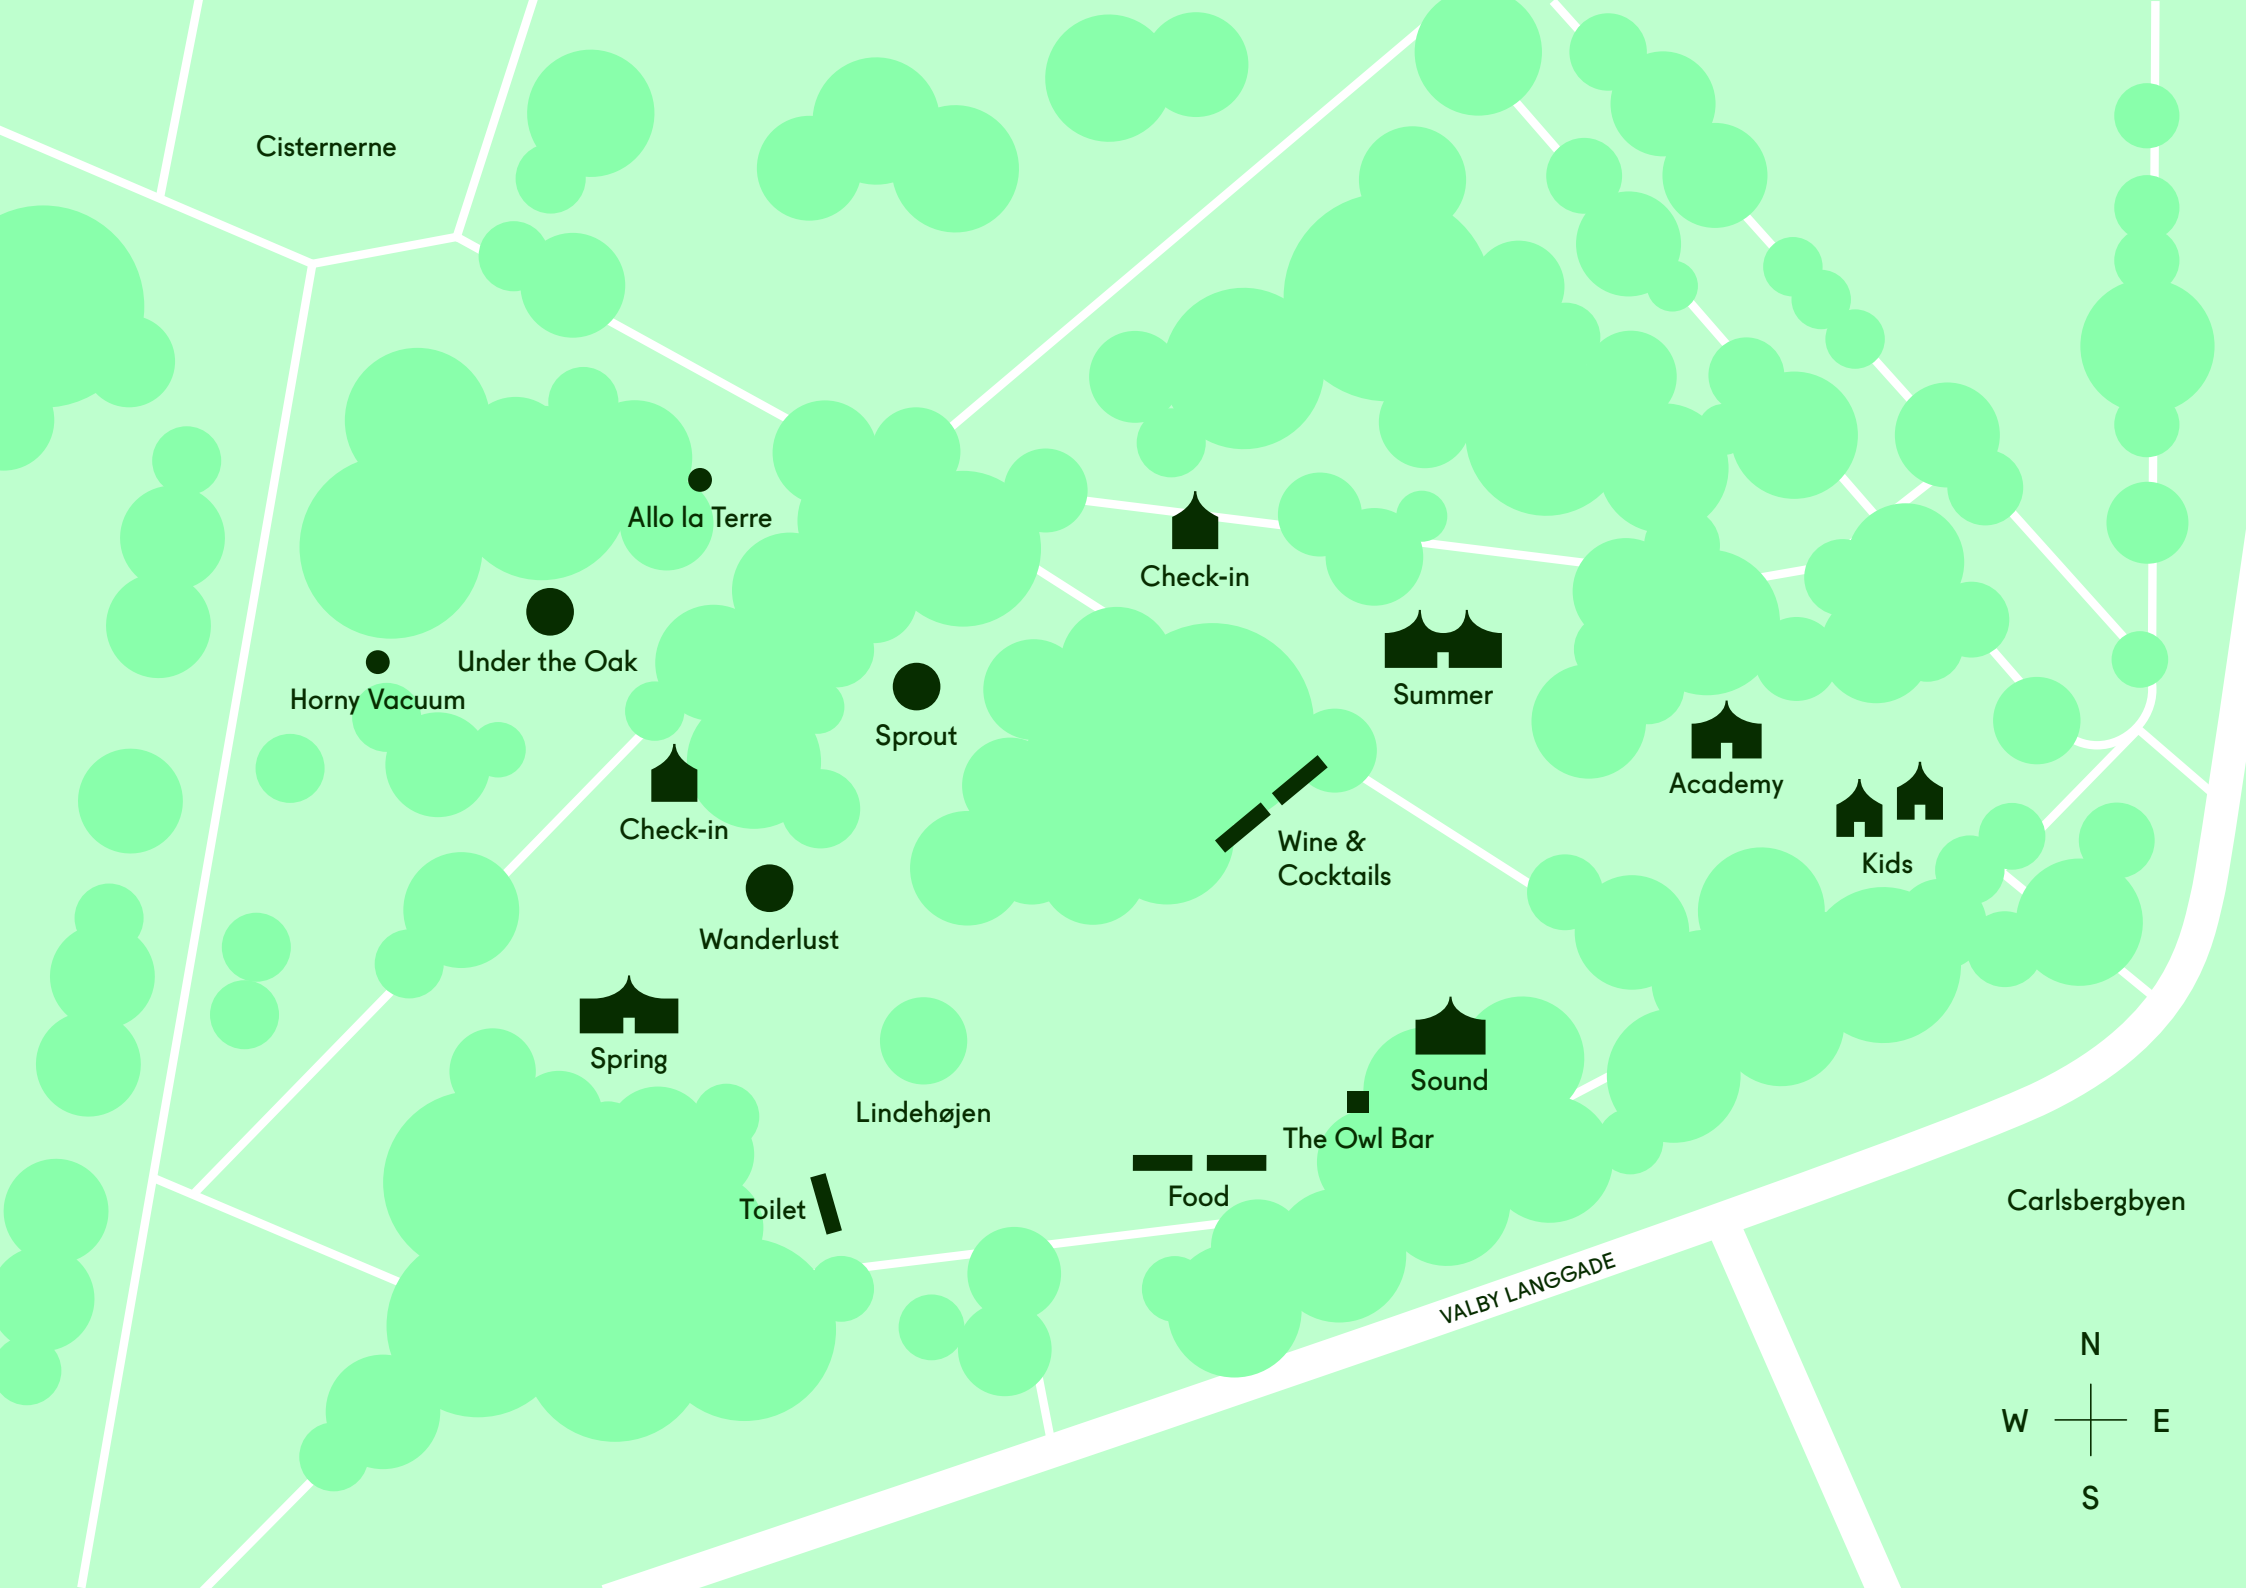 Cisternerne
Allo la Terre
Check-in
Under the Oak
Horny Vacuum
Summer
Sprout
Academy
Check-in
Wine &
Cocktails
Kids
Wanderlust
Spring
Sound
Lindehøjen
The Owl Bar
Food
Toilet
Carlsbergbyen
VALBY LANGGADE
N
W E
S